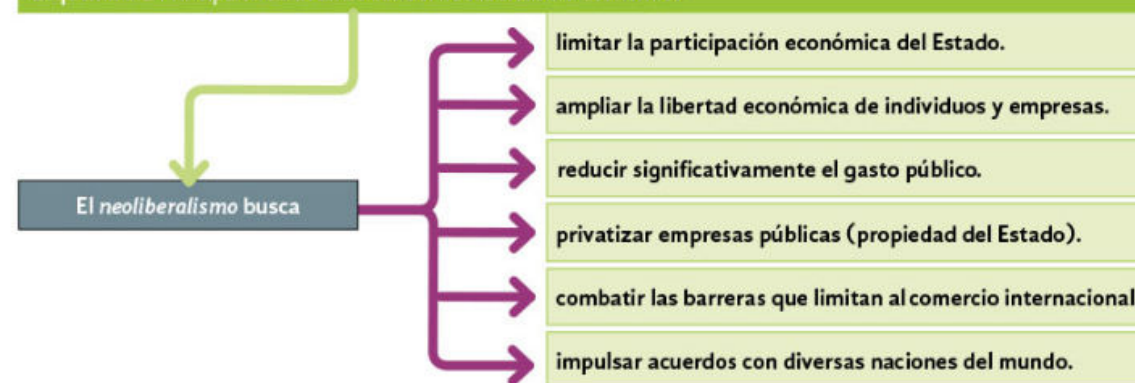 El neoliberalismo busca
limitar la participación económica del Estado.
ampliar la libertad económica de individuos y empresas.
reducir significativamente el gasto público.
privatizar empresas públicas (propiedad del Estado).
combatir las barreras que limitan al comercio internacional
impulsar acuerdos con diversas naciones del mundo.